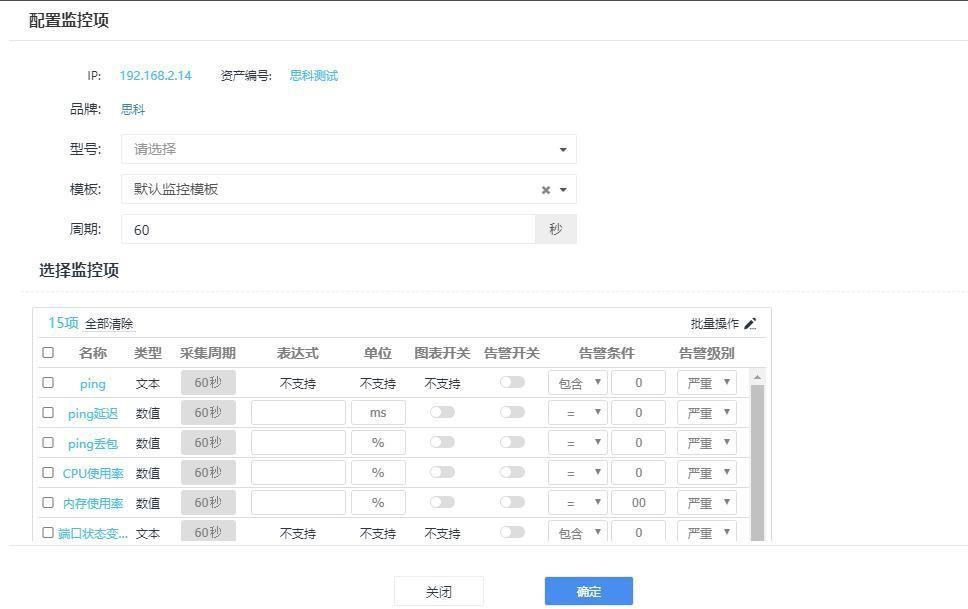 配置监控项
IP: 192.168.2.14 资产编号: 思科测试
品牌: 思科
型号: 请选择
模板: 默认监控模板
周期: 60 秒
选择监控项
15项 全部清除 批量操作
名称 类型 采集周期 表达式 单位 图表开关 告警开关 告警条件 告警级别
ping 文本 60秒 不支持 不支持 不支持 包含 0 严重
ping延迟 数值 60秒 ms = 0 严重
ping丢包 数值 60秒 % = 0 严重
CPU使用率 数值 60秒 % = 0 严重
内存使用率 数值 60秒 % = 00 严重
端口状态变... 文本 60秒 不支持 不支持 不支持 包含 0 严重
关闭 确定